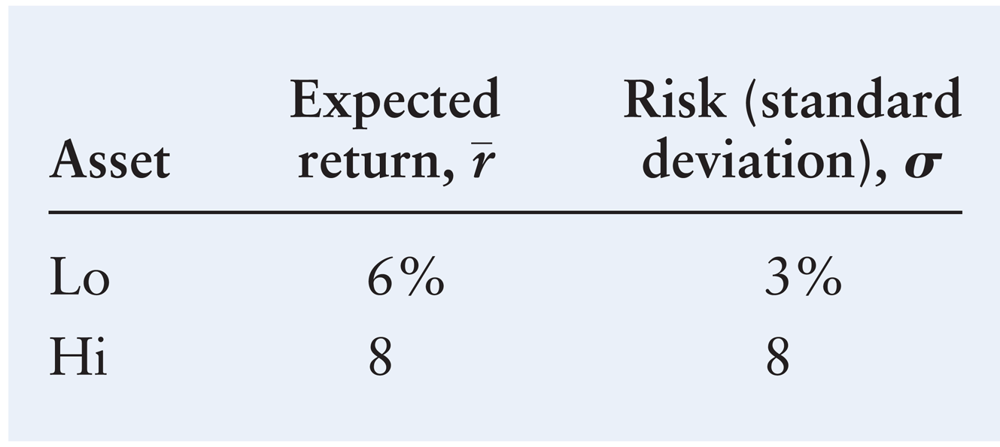 Expected Risk (standard
Asset return, r̄ deviation), σ
Lo 6% 3%
Hi 8 8